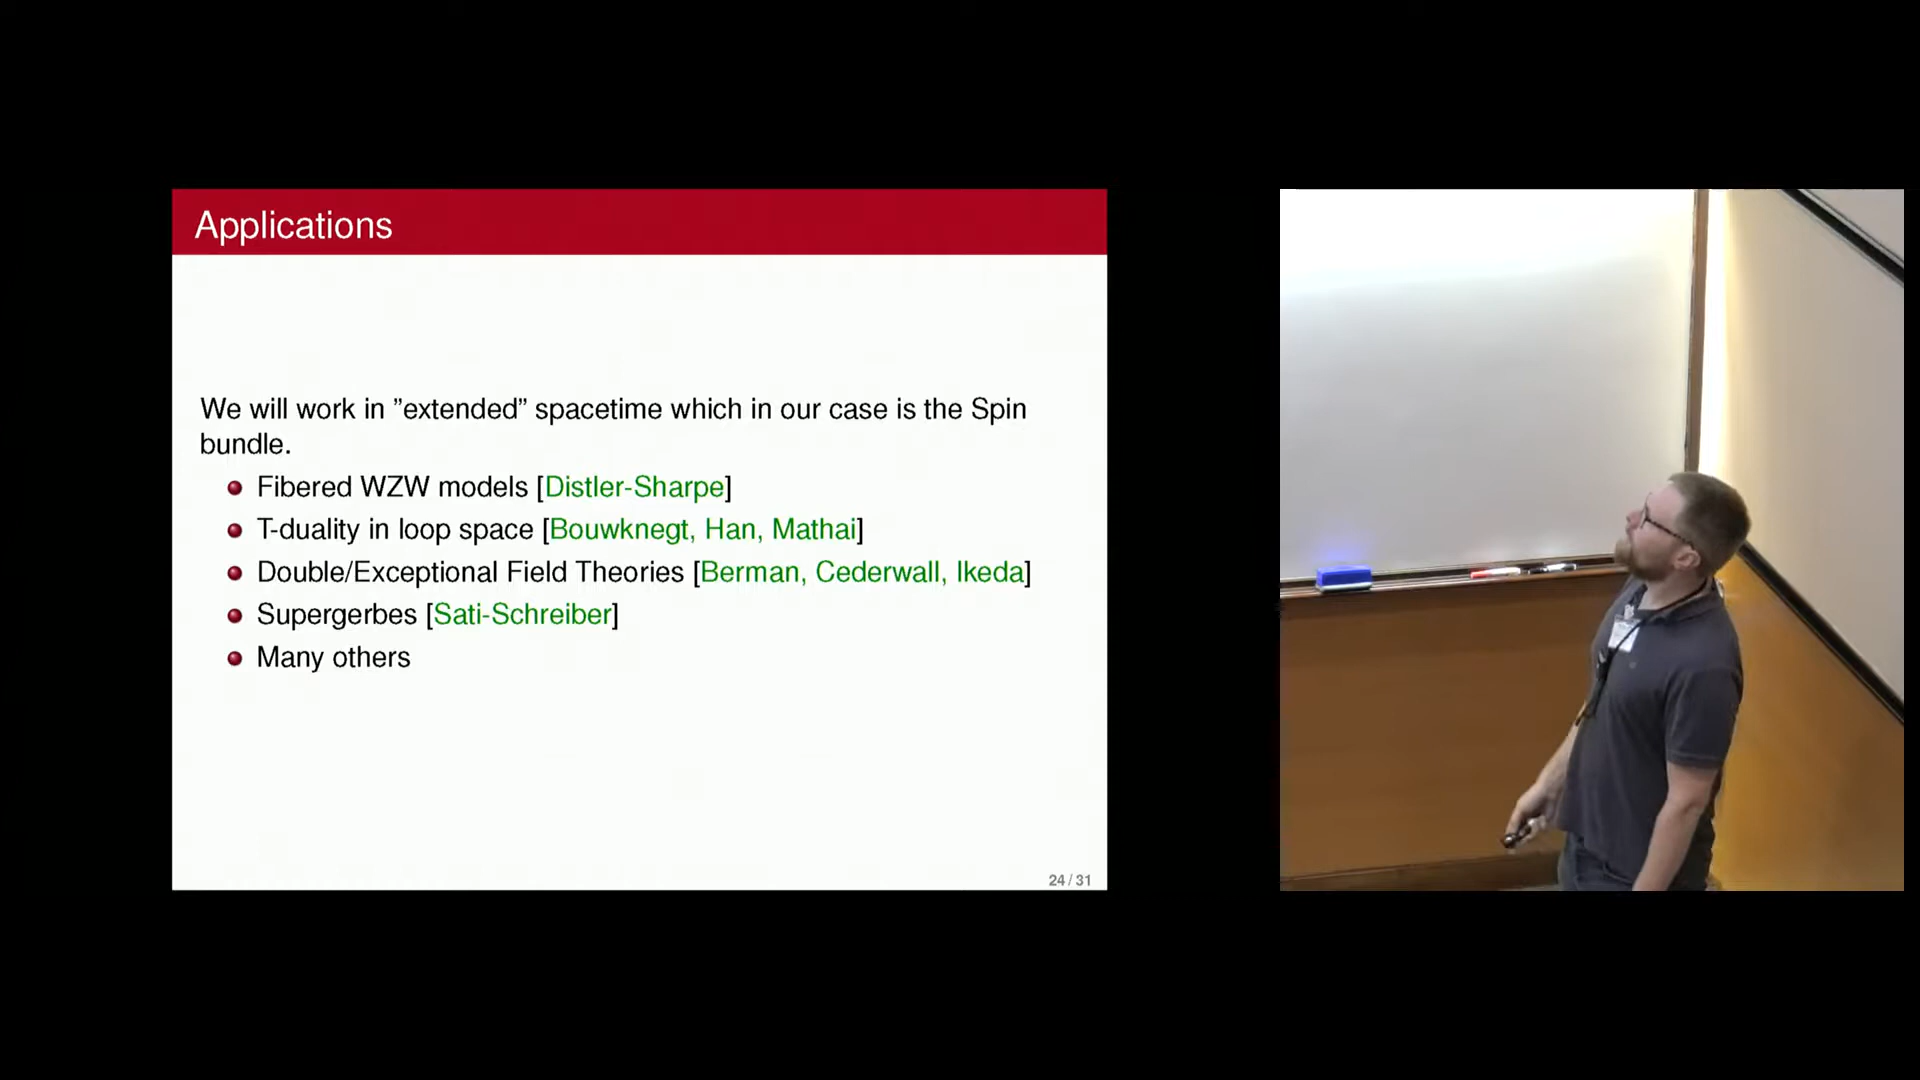 Applications
We will work in ”extended” spacetime which in our case is the Spin
bundle.
Fibered WZW models [Distler-Sharpe]
T-duality in loop space [Bouwknegt, Han, Mathai]
Double/Exceptional Field Theories [Berman, Cederwall, Ikeda]
Supergerbes [Sati-Schreiber]
Many others
24 / 31